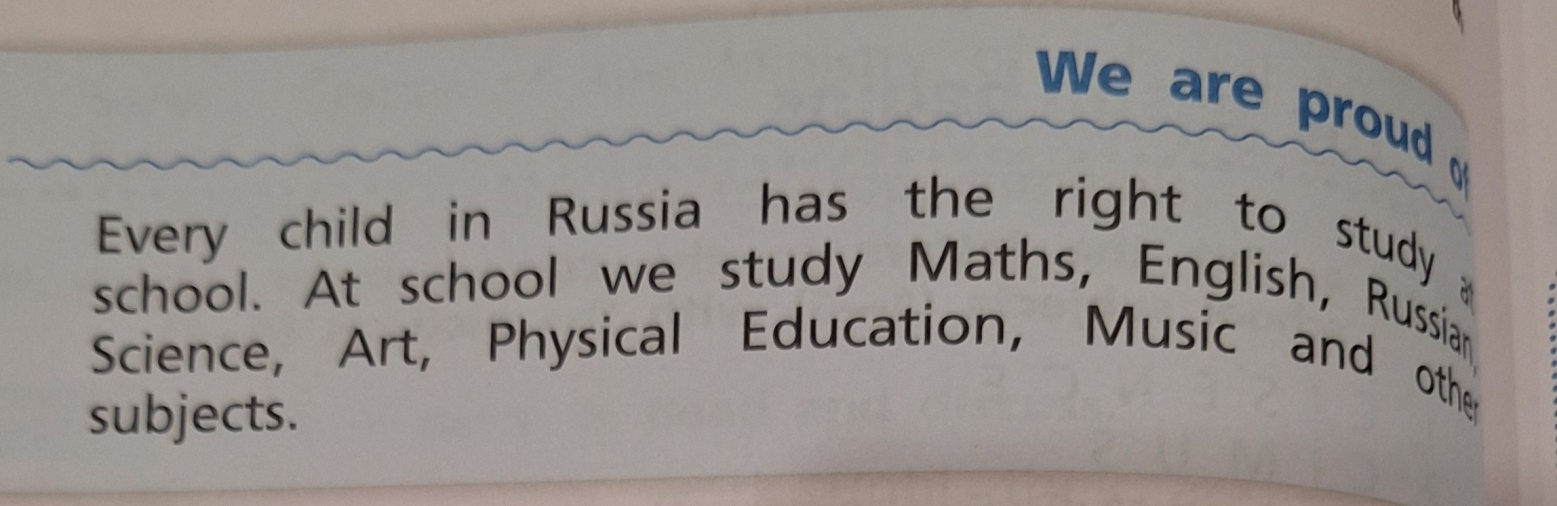 We are proud of
Every child in Russia has the right to study at
school. At school we study Maths, English, Russian,
Science, Art, Physical Education, Music and other
subjects.